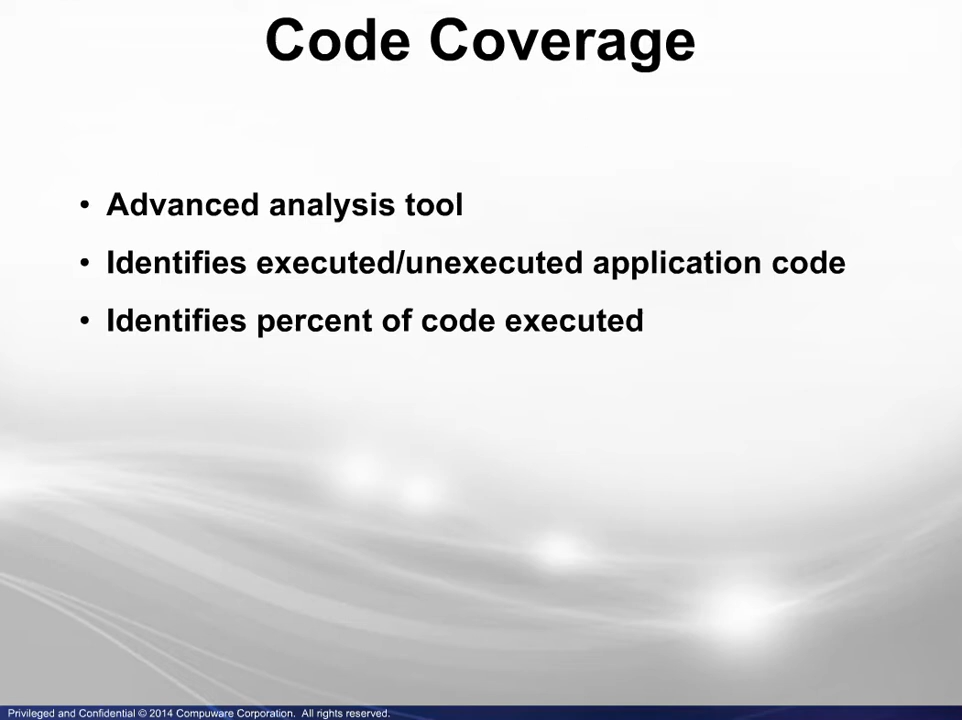 Code Coverage
• Advanced analysis tool
• Identifies executed/unexecuted application code
• Identifies percent of code executed
Privileged and Confidential © 2014 Compuware Corporation. All rights reserved.